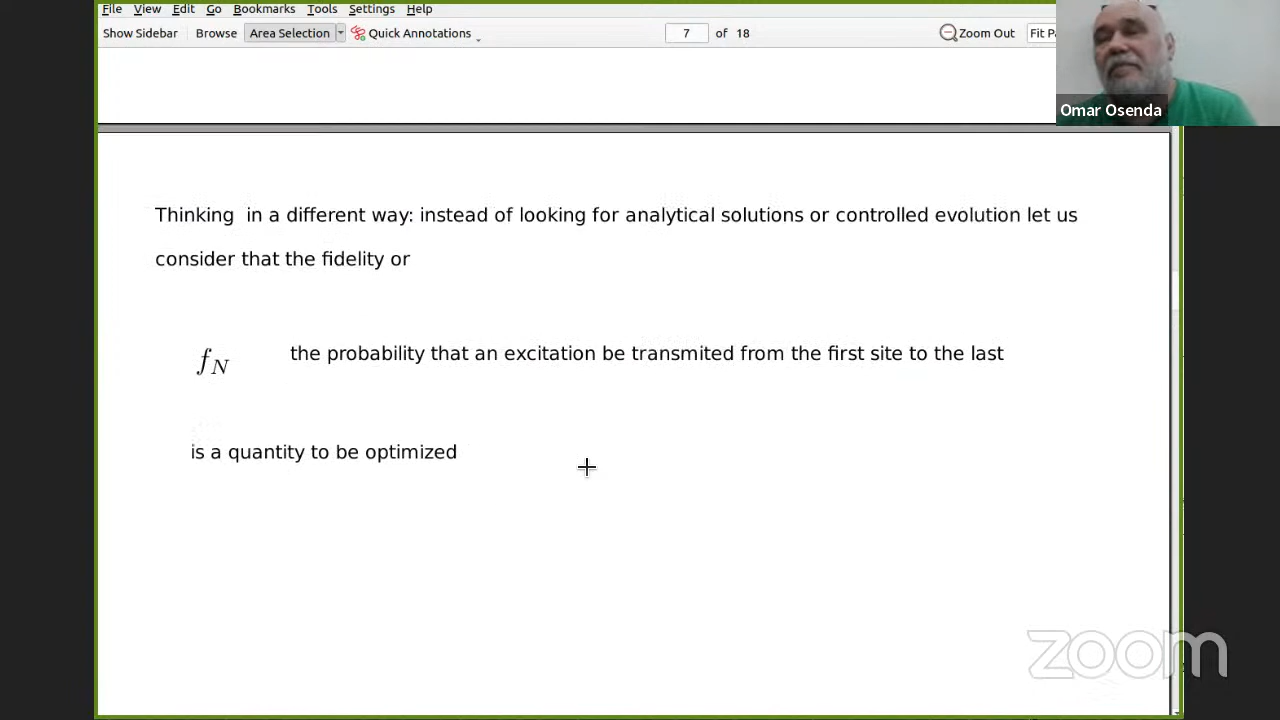 File View Edit Go Bookmarks Tools Settings Help
Show Sidebar Browse Area Selection Quick Annotations 7 of 18 Zoom Out Fit Pa
Omar Osenda
Thinking in a different way: instead of looking for analytical solutions or controlled evolution let us
consider that the fidelity or
f_N the probability that an excitation be transmited from the first site to the last
is a quantity to be optimized
zoom